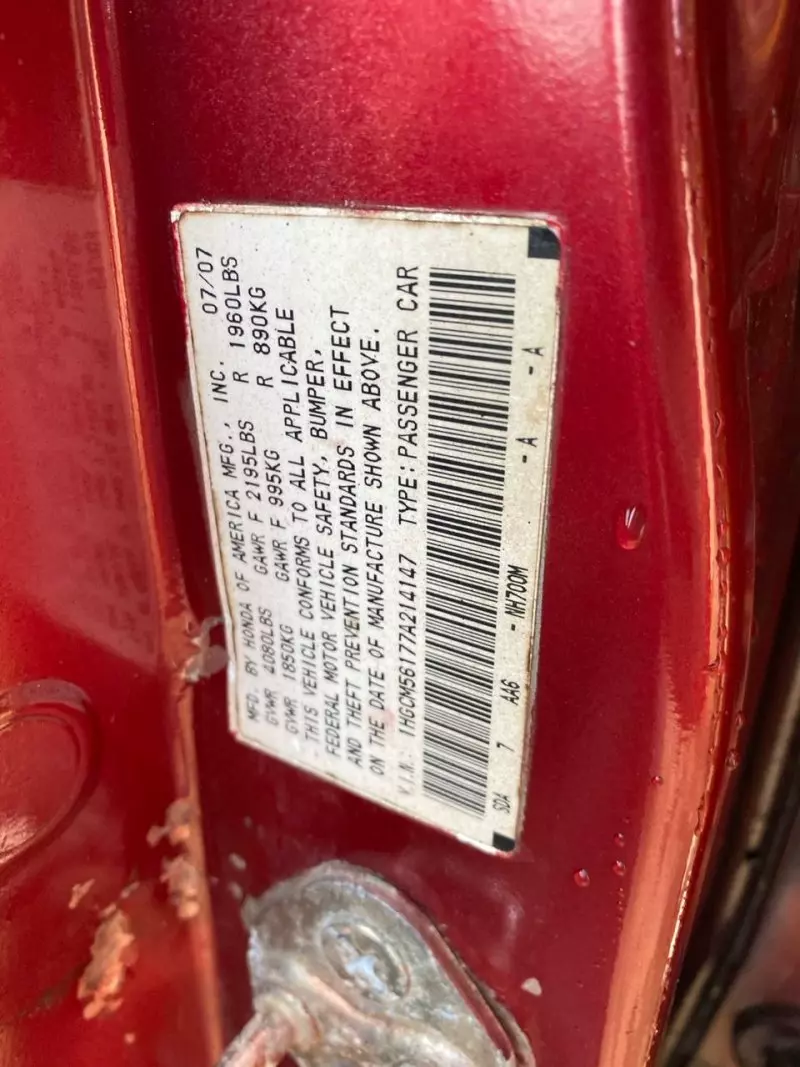 MFD. BY HONDA OF AMERICA MFG., INC. 07/07
GVWR 4080LBS GAWR F 2195LBS R 1960LBS
GVWR 1850KG GAWR F 995KG R 890KG
THIS VEHICLE CONFORMS TO ALL APPLICABLE
FEDERAL MOTOR VEHICLE SAFETY, BUMPER,
AND THEFT PREVENTION STANDARDS IN EFFECT
ON THE DATE OF MANUFACTURE SHOWN ABOVE.
V.I.N. 1HGCM56177A214147 TYPE: PASSENGER CAR
SDA 7 AA6 - NH700M - A - A